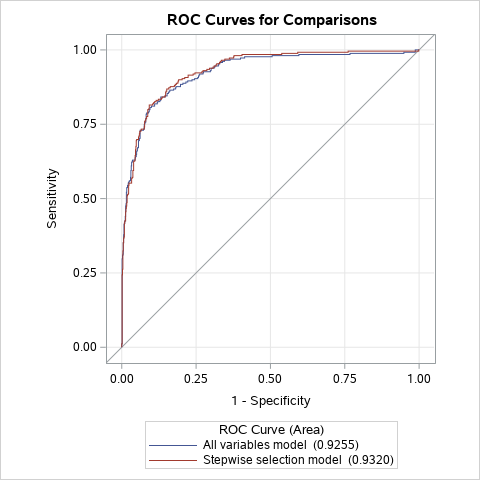 ROC Curves for Comparisons
1.00
0.75
0.50
0.25
0.00
Sensitivity
0.00 0.25 0.50 0.75 1.00
1 - Specificity
ROC Curve (Area)
All variables model (0.9255)
Stepwise selection model (0.9320)